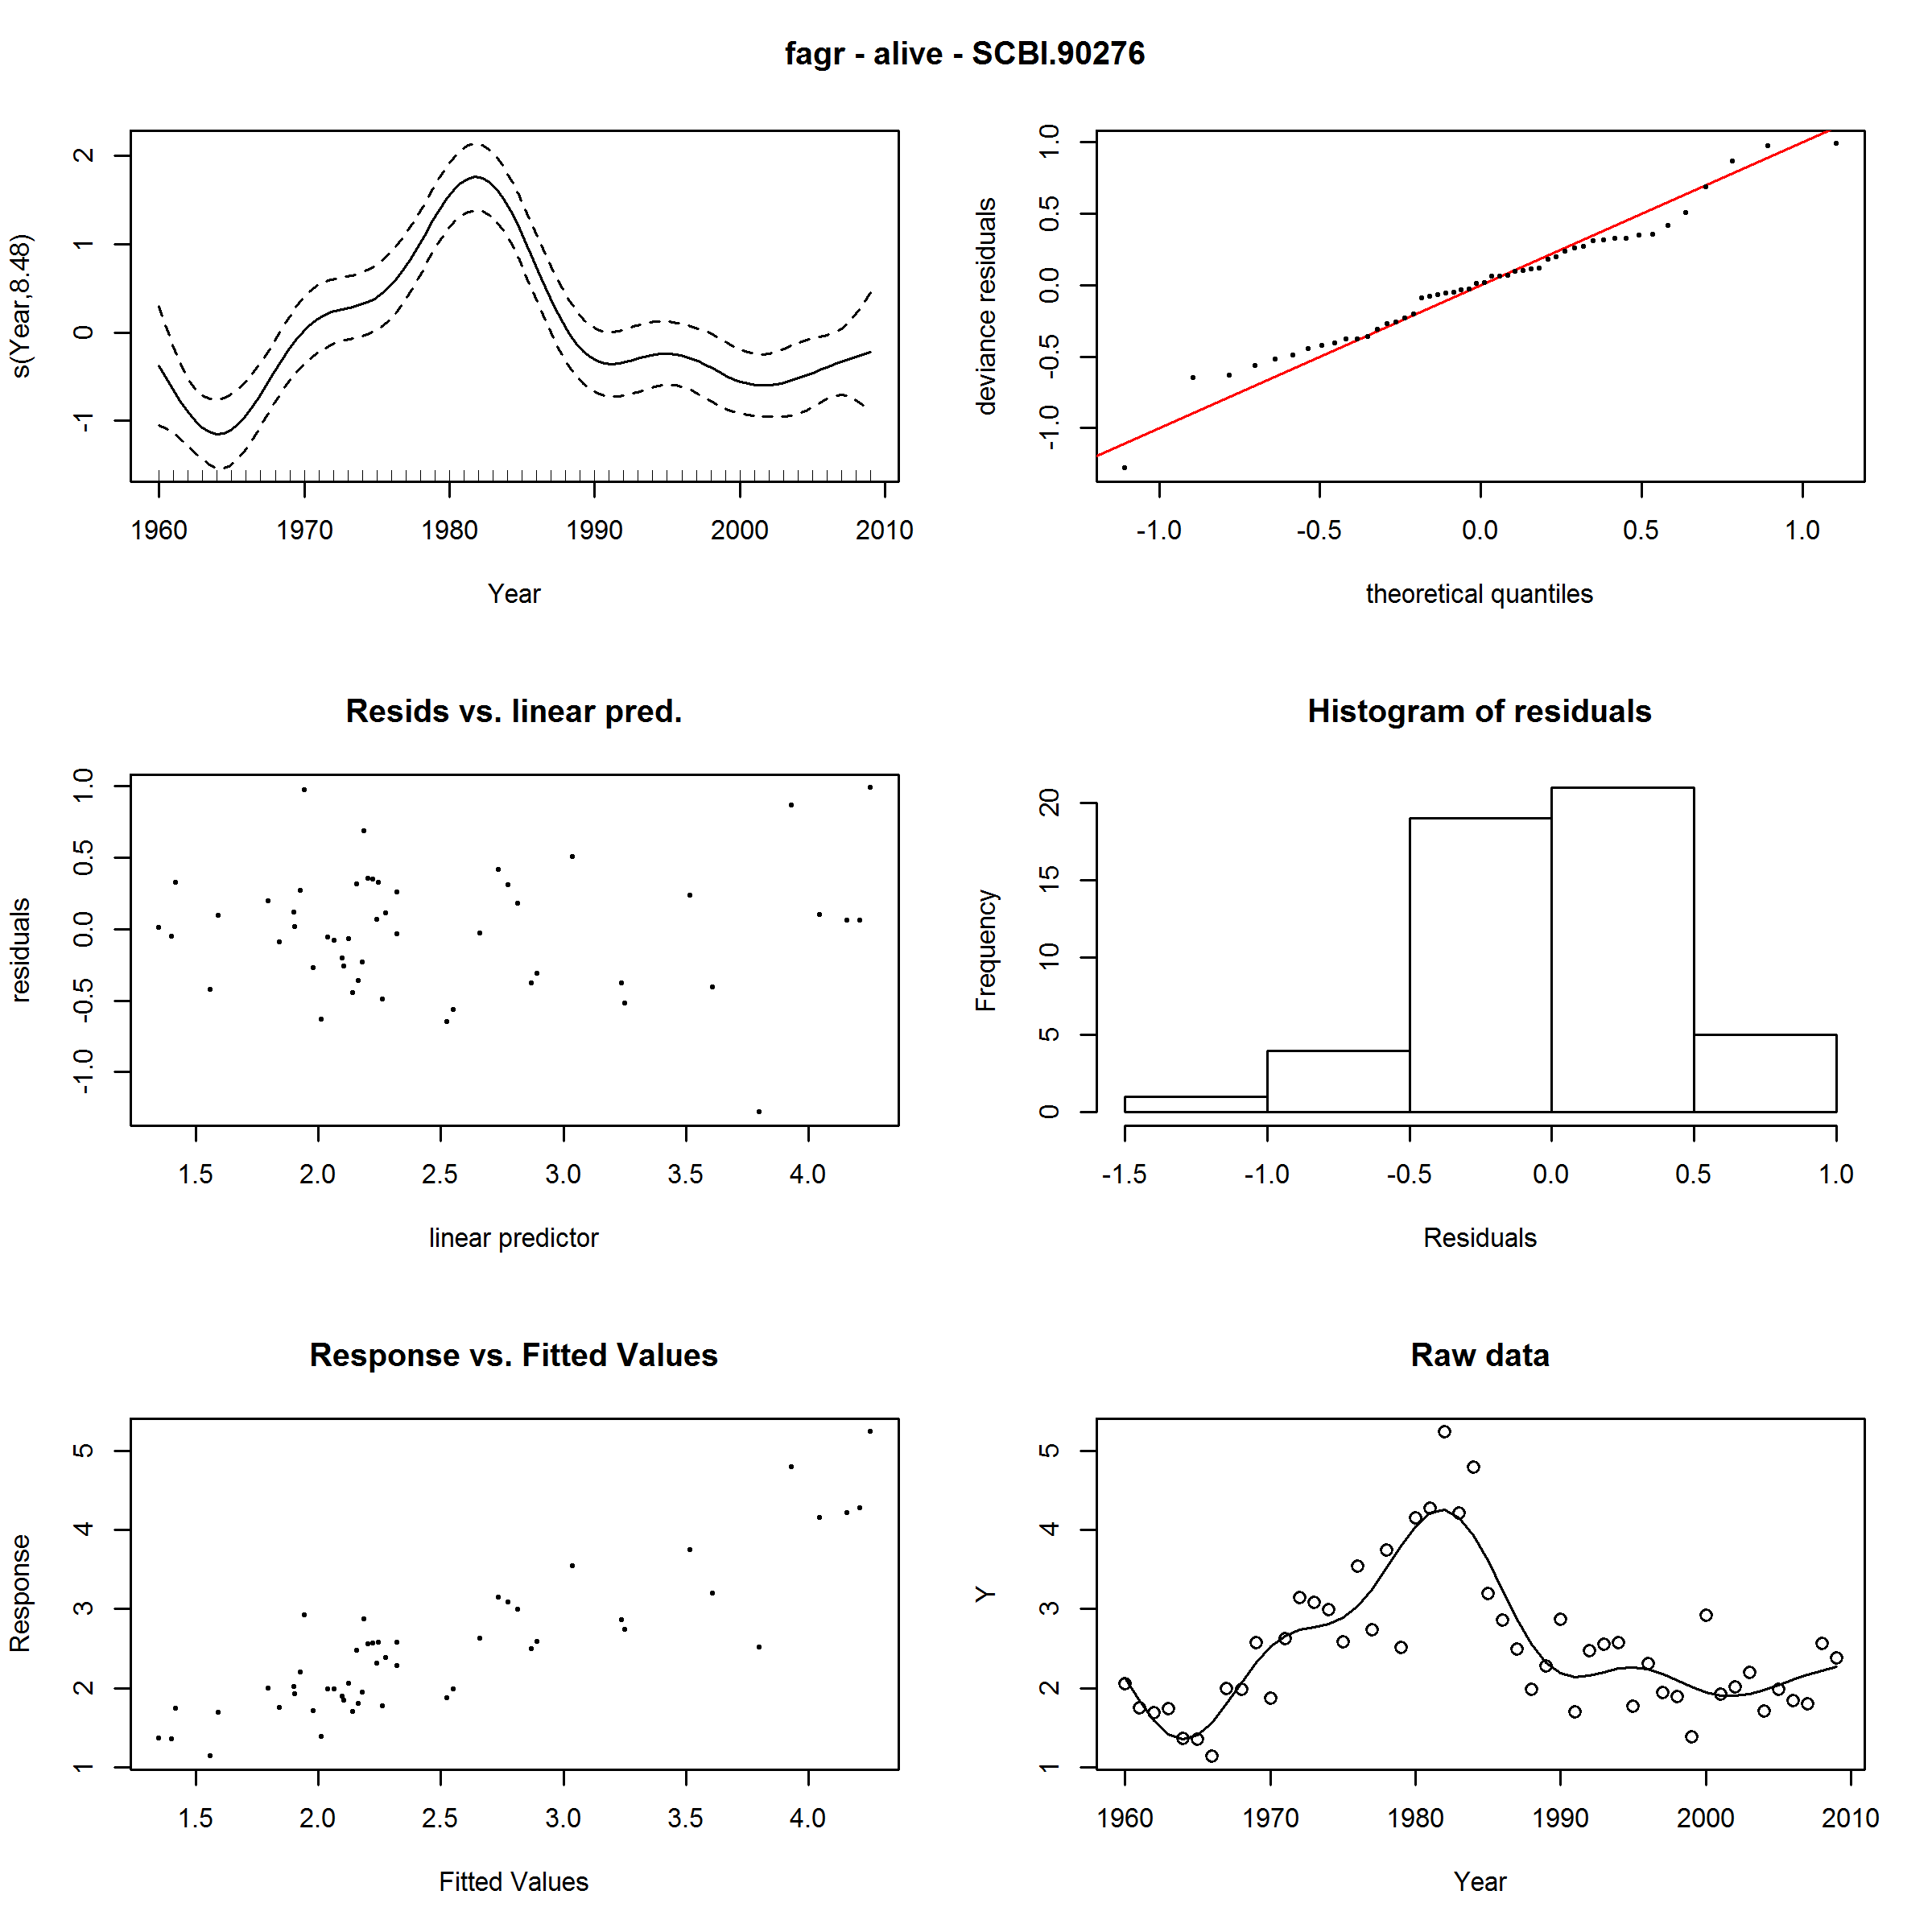 fagr - alive - SCBI.90276
s(Year,8.48)
-1 0 1 2
1960 1970 1980 1990 2000 2010
Year
deviance residuals
-1.0 -0.5 0.0 0.5 1.0
-1.0 -0.5 0.0 0.5 1.0
theoretical quantiles
Resids vs. linear pred.
residuals
-1.0 -0.5 0.0 0.5 1.0
1.5 2.0 2.5 3.0 3.5 4.0
linear predictor
Histogram of residuals
Frequency
0 5 10 15 20
-1.5 -1.0 -0.5 0.0 0.5 1.0
Residuals
Response vs. Fitted Values
Response
1 2 3 4 5
1.5 2.0 2.5 3.0 3.5 4.0
Fitted Values
Raw data
Y
1 2 3 4 5
1960 1970 1980 1990 2000 2010
Year